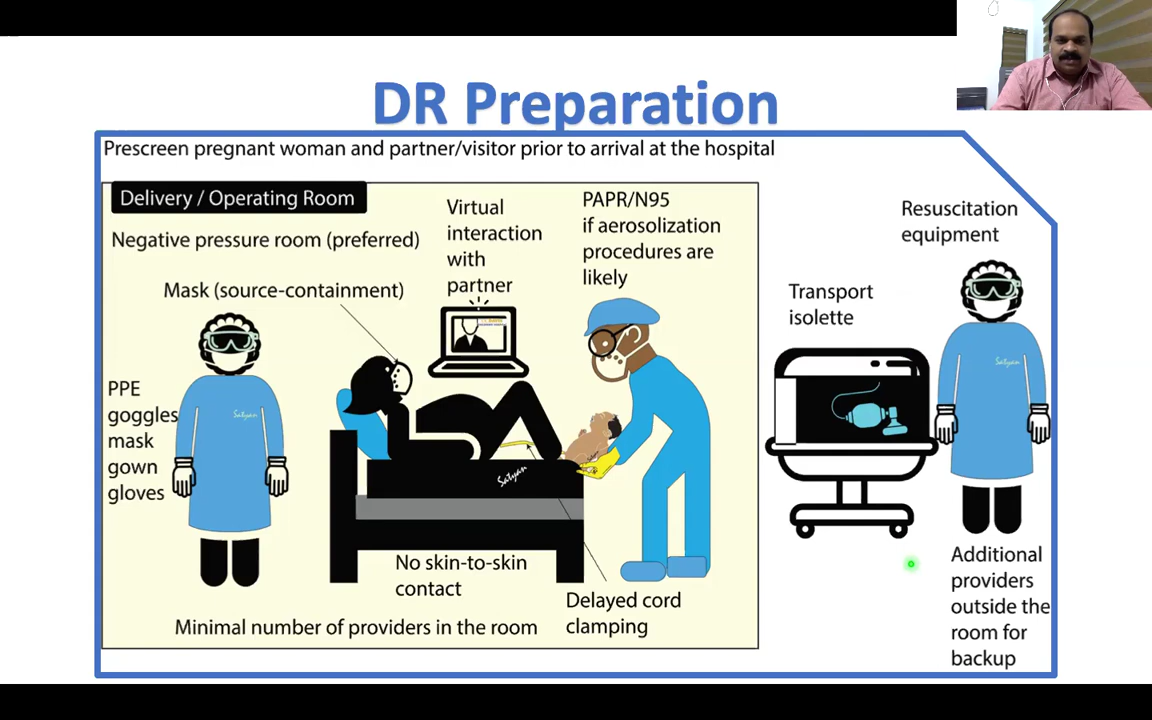 DR Preparation
Prescreen pregnant woman and partner/visitor prior to arrival at the hospital
Delivery / Operating Room
Negative pressure room (preferred)
Mask (source-containment)
Virtual
interaction
with
partner
PAPR/N95
if aerosolization
procedures are
likely
PPE
goggles
mask
gown
gloves
Satyan
Satyan
No skin-to-skin
contact
Delayed cord
clamping
Minimal number of providers in the room
Transport
isolette
Resuscitation
equipment
Satyan
Additional
providers
outside the
room for
backup